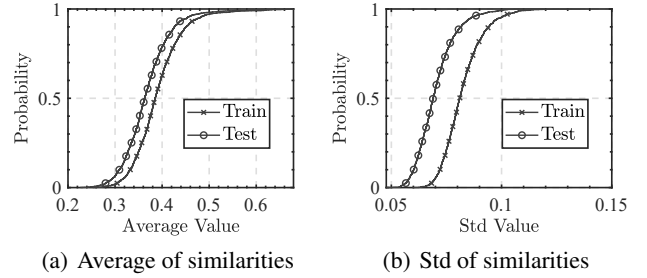 1
0.5
0
Probability
Train
Test
0.2 0.3 0.4 0.5 0.6
Average Value
(a) Average of similarities
1
0.5
0
Probability
Train
Test
0.05 0.1 0.15
Std Value
(b) Std of similarities